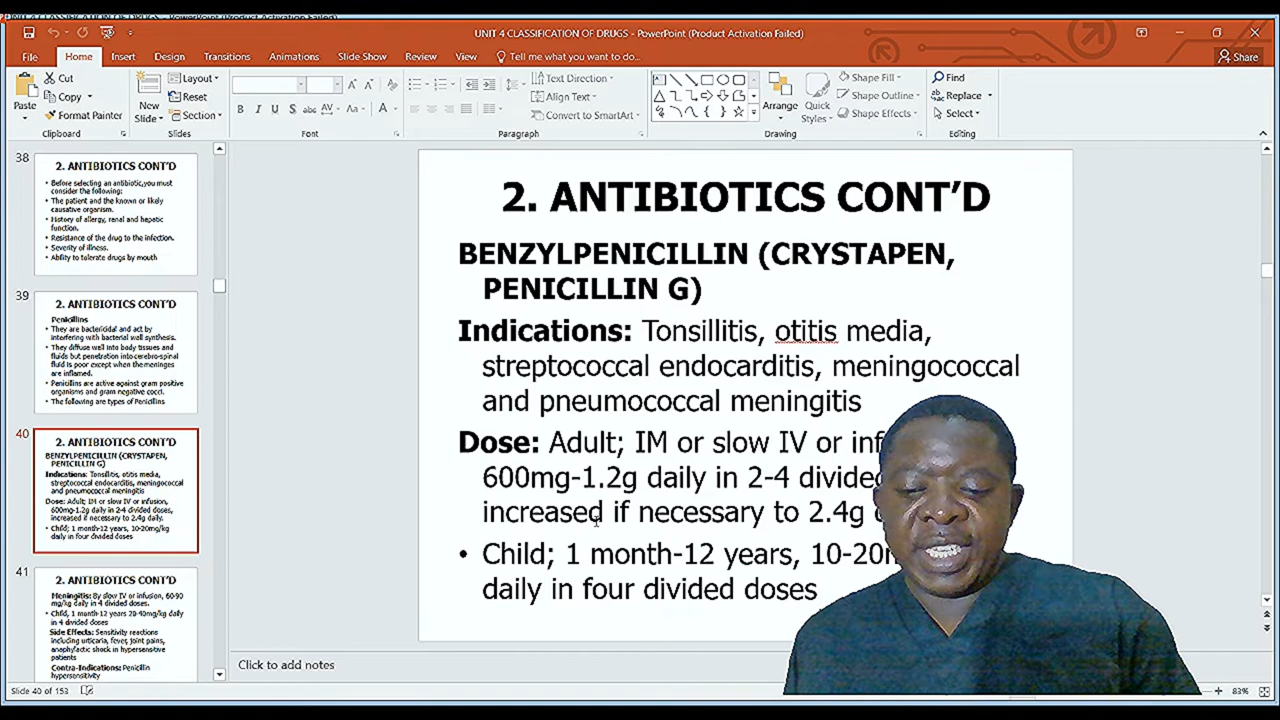 UNIT 4 CLASSIFICATION OF DRUGS - PowerPoint (Product Activation Failed)
File Home Insert Design Transitions Animations Slide Show Review View Tell me what you want to do... Share
Cut
Copy
Format Painter
Paste
Clipboard
New
Slide
Layout
Reset
Section
Slides
B I U S abc AV Aa A
Font
Text Direction
Align Text
Convert to SmartArt
Paragraph
Arrange
Quick
Styles
Shape Fill
Shape Outline
Shape Effects
Drawing
Find
Replace
Select
Editing
38
2. ANTIBIOTICS CONT'D
• Before selecting an antibiotic,you must
consider the following:
• The patient and the known or likely
causative organism.
• History of allergy, renal and hepatic
function.
• Resistance of the drug to the infection.
• Severity of illness.
• Ability to tolerate drugs by mouth
39
2. ANTIBIOTICS CONT'D
Penicillins
• They are bactericidal and act by
interfering with bacterial wall synthesis.
• They diffuse well into body tissues and
fluids but penetration into cerebro-spinal
fluid is poor except when the meninges
are inflamed.
• Penicillins are active against gram positive
organisms and gram negative cocci.
• The following are types of Penicillins
40
2. ANTIBIOTICS CONT'D
BENZYLPENICILLIN (CRYSTAPEN,
PENICILLIN G)
Indications: Tonsillitis, otitis media,
streptococcal endocarditis, meningococcal
and pneumococcal meningitis
Dose: Adult; IM or slow IV or infusion,
600mg-1.2g daily in 2-4 divided doses,
increased if necessary to 2.4g daily.
• Child; 1 month-12 years, 10-20mg/kg
daily in four divided doses
41
2. ANTIBIOTICS CONT'D
Meningitis: By slow IV or infusion, 60-90
mg/kg daily in 4 divided doses.
• Child, 1 month-12 years 20-40mg/kg daily
in 4 divided doses
Side Effects: Sensitivity reactions
including urticaria, fever, joint pains,
anaphylactic shock in hypersensitive
patients
Contra-Indications: Penicillin
hypersensitivity
2. ANTIBIOTICS CONT'D
BENZYLPENICILLIN (CRYSTAPEN,
PENICILLIN G)
Indications: Tonsillitis, otitis media,
streptococcal endocarditis, meningococcal
and pneumococcal meningitis
Dose: Adult; IM or slow IV or
600mg-1.2g daily in 2-4
increased if necessary to 2.4g
• Child; 1 month-12 years,
daily in four divided doses
Click to add notes
Slide 40 of 153
83%